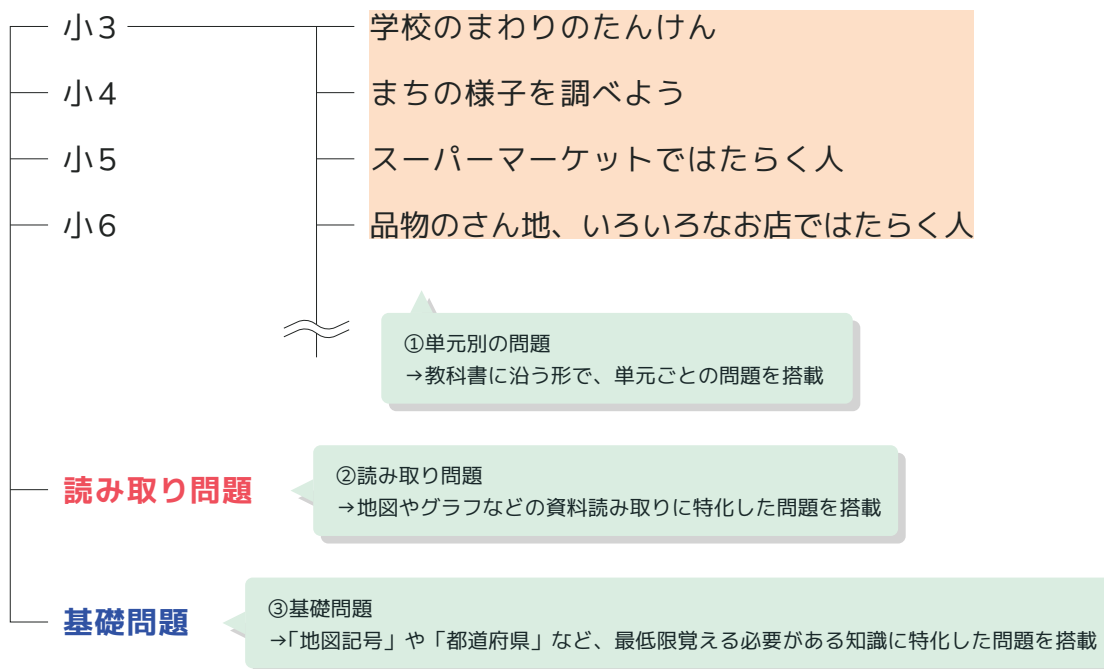 小3
学校のまわりのたんけん
小4
まちの様子を調べよう
小5
スーパーマーケットではたらく人
小6
品物のさん地、いろいろなお店ではたらく人
①単元別の問題
→教科書に沿う形で、単元ごとの問題を搭載
読み取り問題
②読み取り問題
→地図やグラフなどの資料読み取りに特化した問題を搭載
基礎問題
③基礎問題
→「地図記号」や「都道府県」など、最低限覚える必要がある知識に特化した問題を搭載